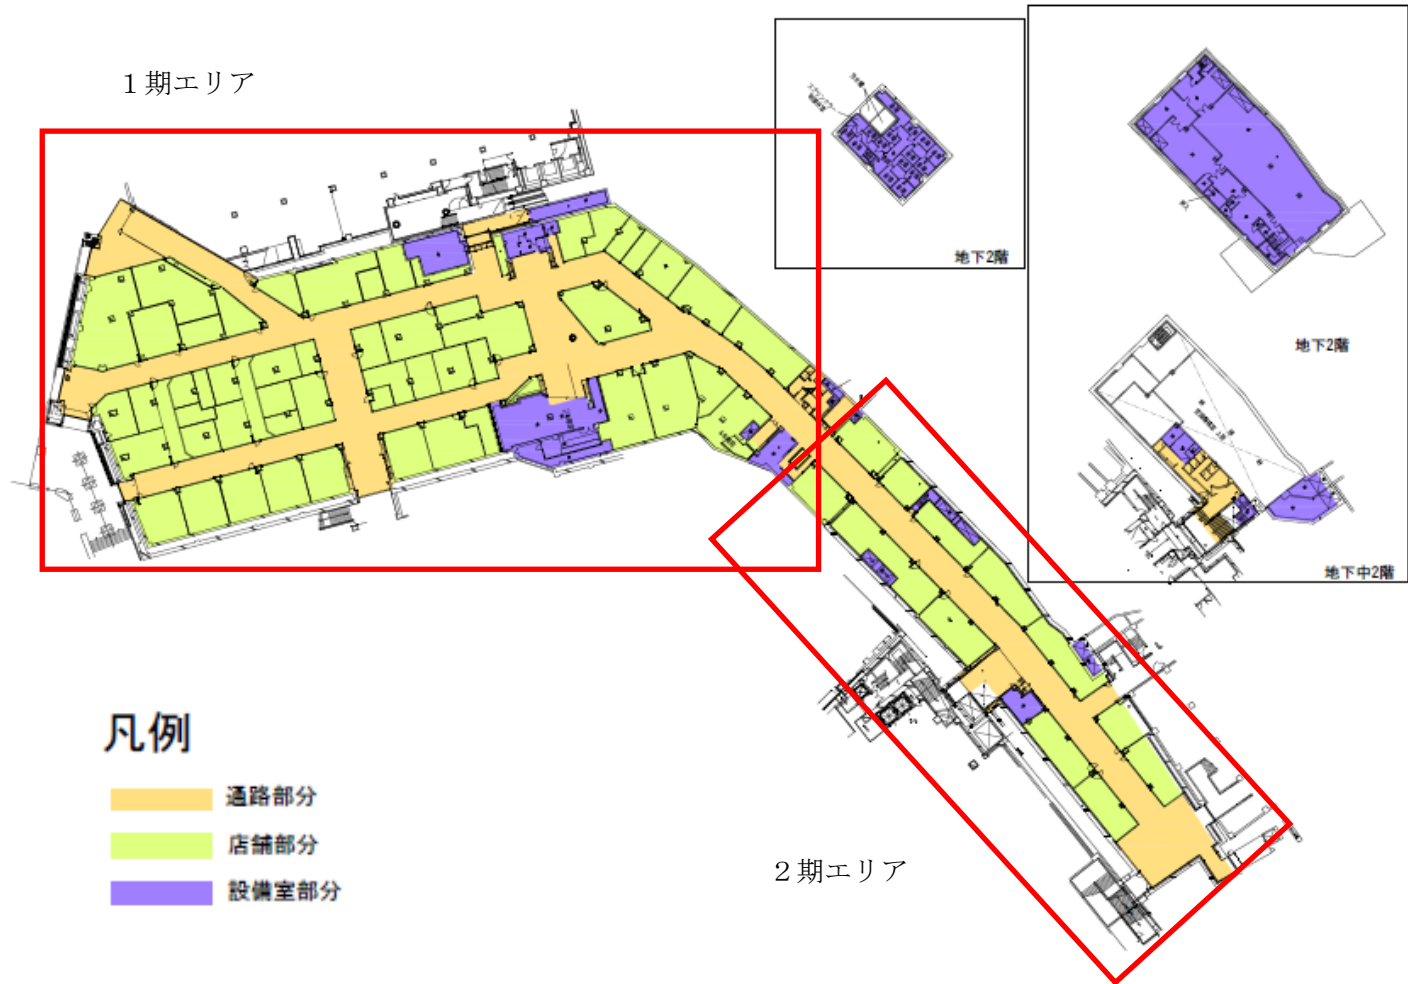 1期エリア
地下2階
地下2階
地下中2階
凡例
通路部分
店舗部分
設備室部分
2期エリア